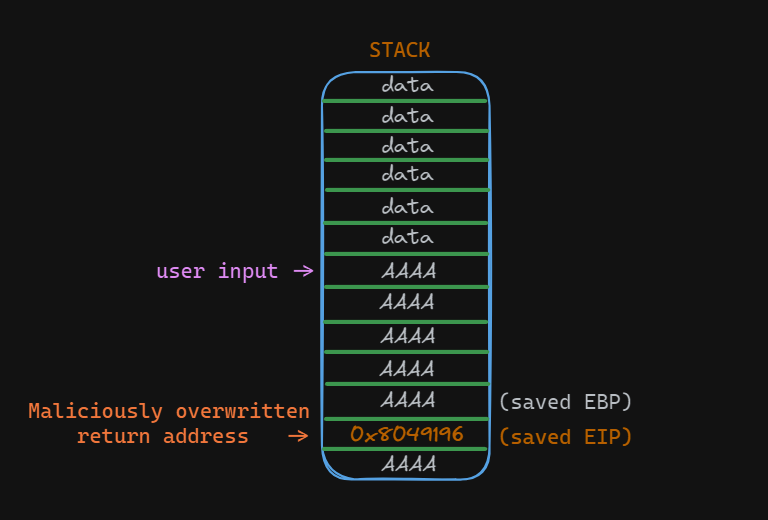 STACK
data
data
data
data
data
data
user input → AAAA
AAAA
AAAA
AAAA
AAAA (saved EBP)
Maliciously overwritten
return address → 0x8049196 (saved EIP)
AAAA